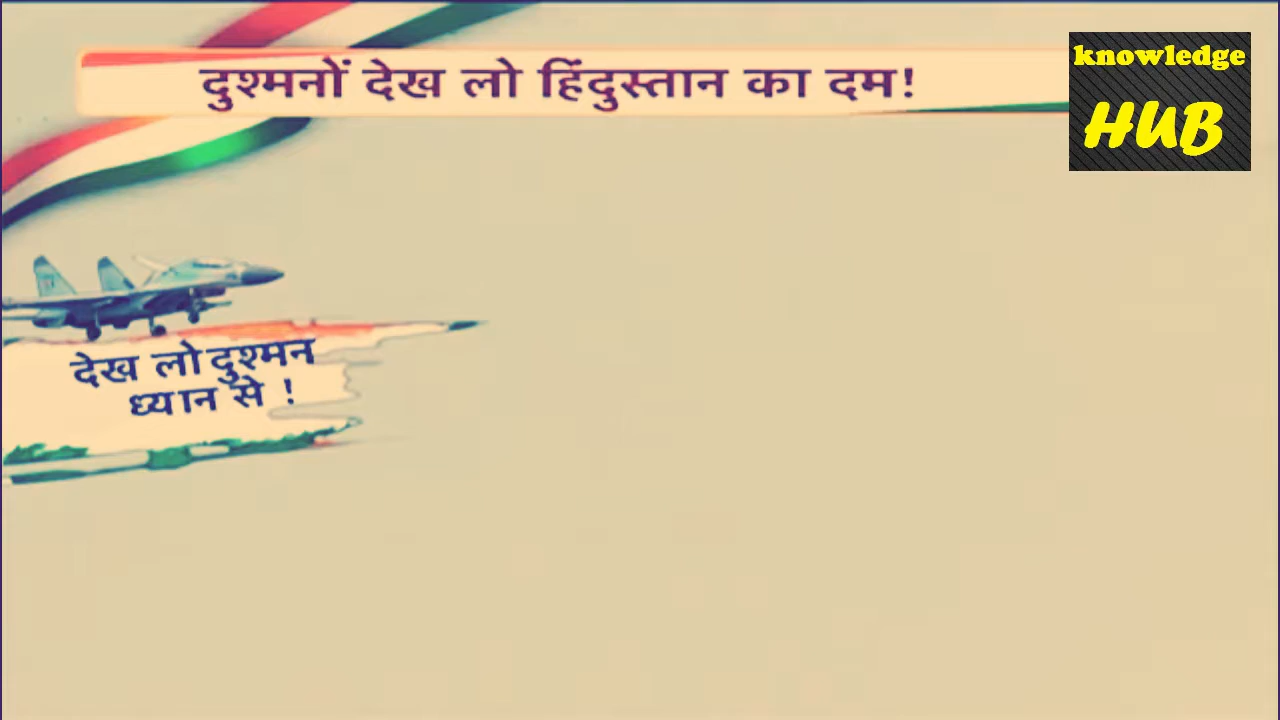 दुश्मनों देख लो हिंदुस्तान का दम!
knowledge
HUB
देख लो दुश्मन
ध्यान से !